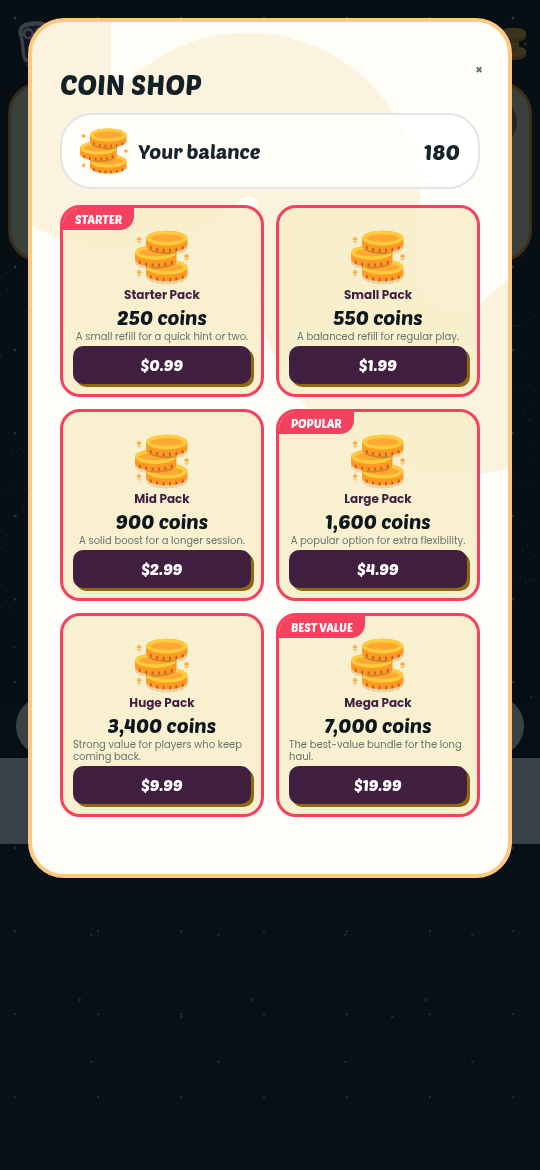 COIN SHOP
×
Your balance 180
STARTER
Starter Pack
250 coins
A small refill for a quick hint or two.
$0.99
Small Pack
550 coins
A balanced refill for regular play.
$1.99
Mid Pack
900 coins
A solid boost for a longer session.
$2.99
POPULAR
Large Pack
1,600 coins
A popular option for extra flexibility.
$4.99
Huge Pack
3,400 coins
Strong value for players who keep
coming back.
$9.99
BEST VALUE
Mega Pack
7,000 coins
The best-value bundle for the long
haul.
$19.99